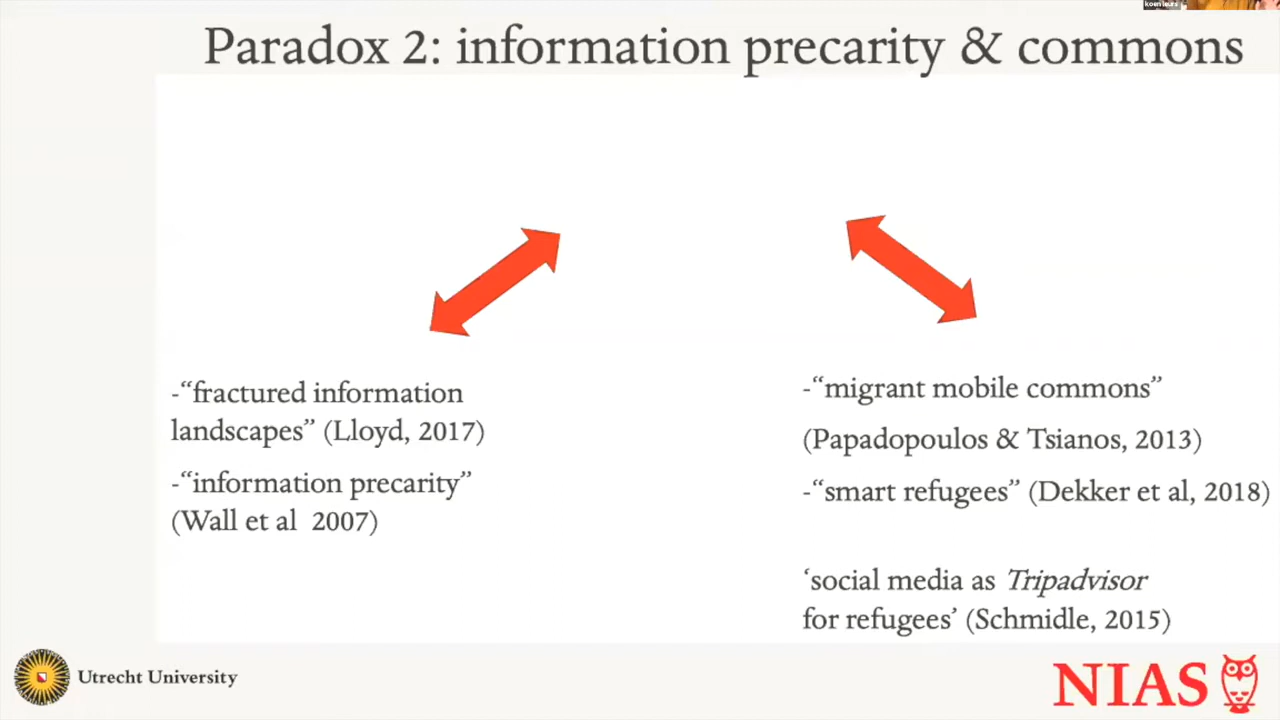 koen leurs
Paradox 2: information precarity & commons
-“fractured information
landscapes” (Lloyd, 2017)
-“information precarity”
(Wall et al 2007)
-“migrant mobile commons”
(Papadopoulos & Tsianos, 2013)
-“smart refugees” (Dekker et al, 2018)
‘social media as Tripadvisor
for refugees’ (Schmidle, 2015)
Utrecht University
NIAS